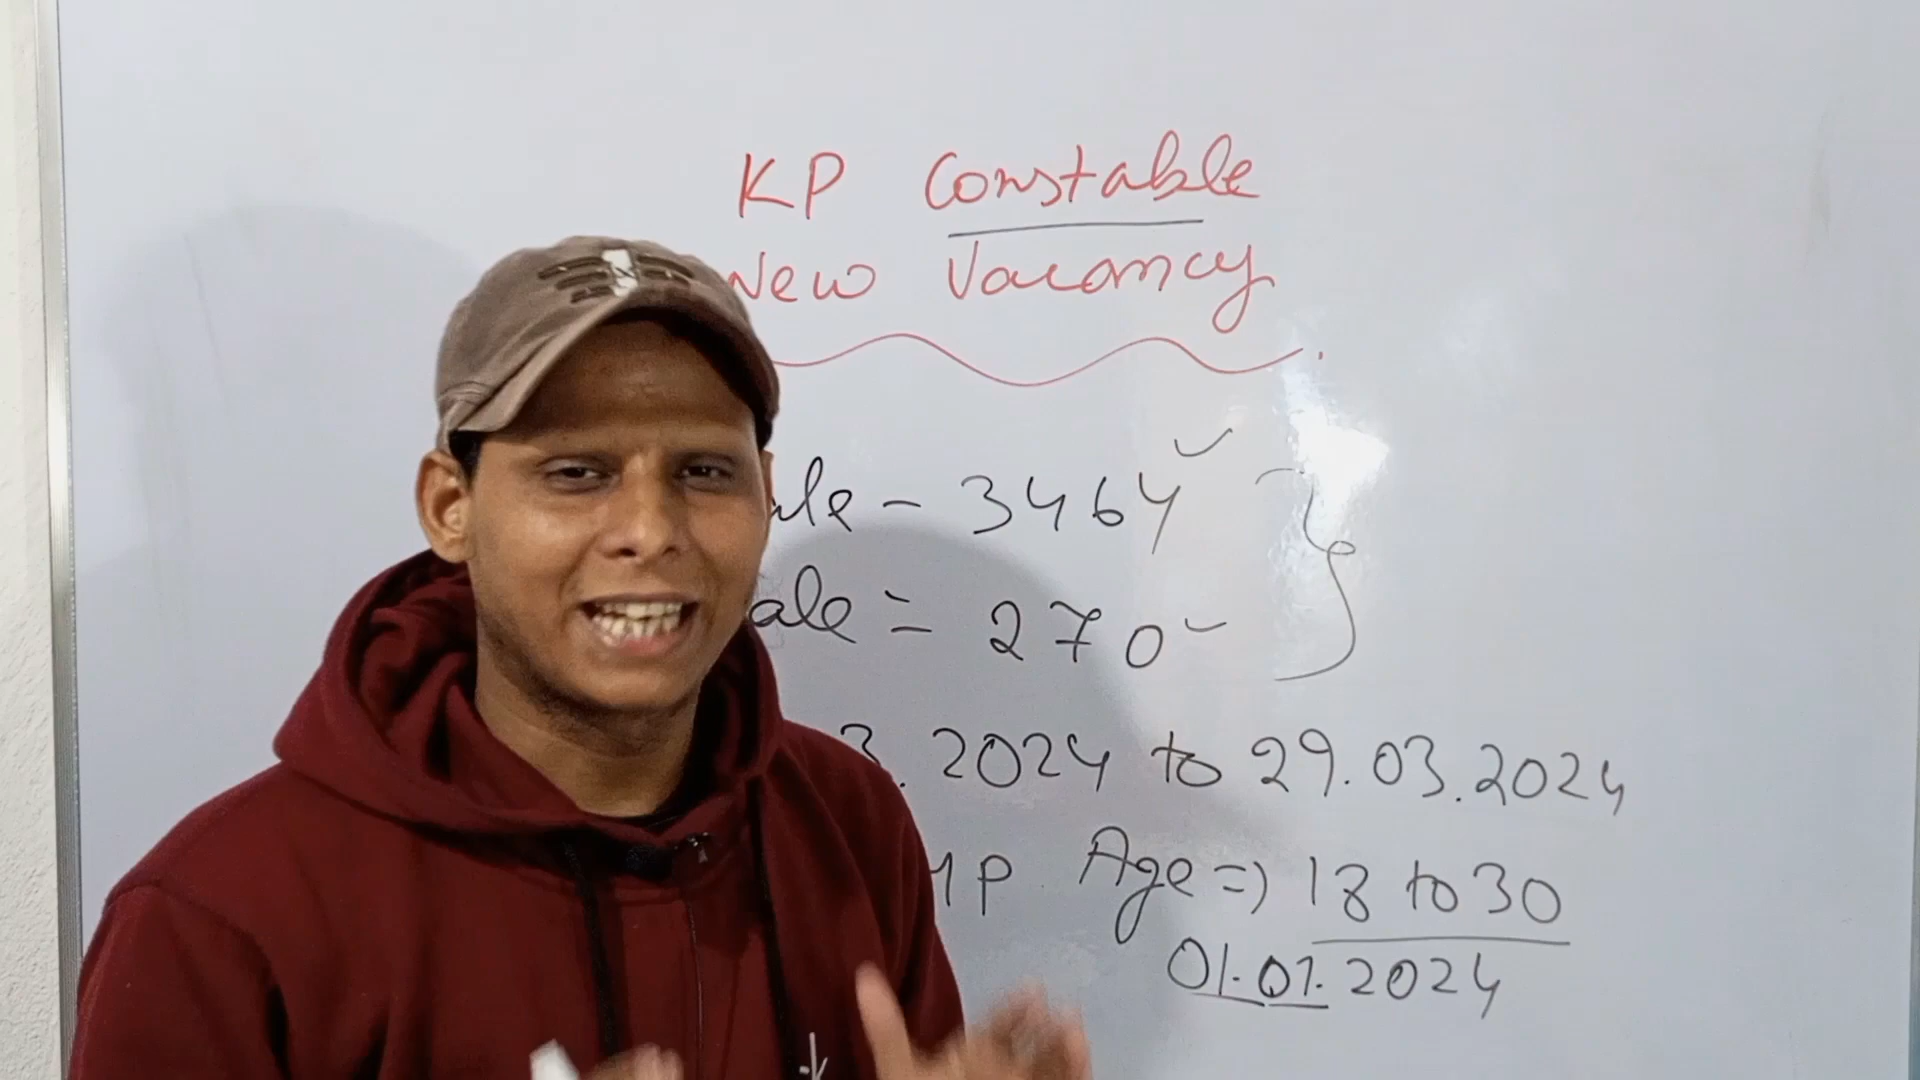 KP Constable
New Vacancy
ale - 3464
ale = 270
3.2024 to 29.03.2024
MP Age => 18 to 30
01.01.2024